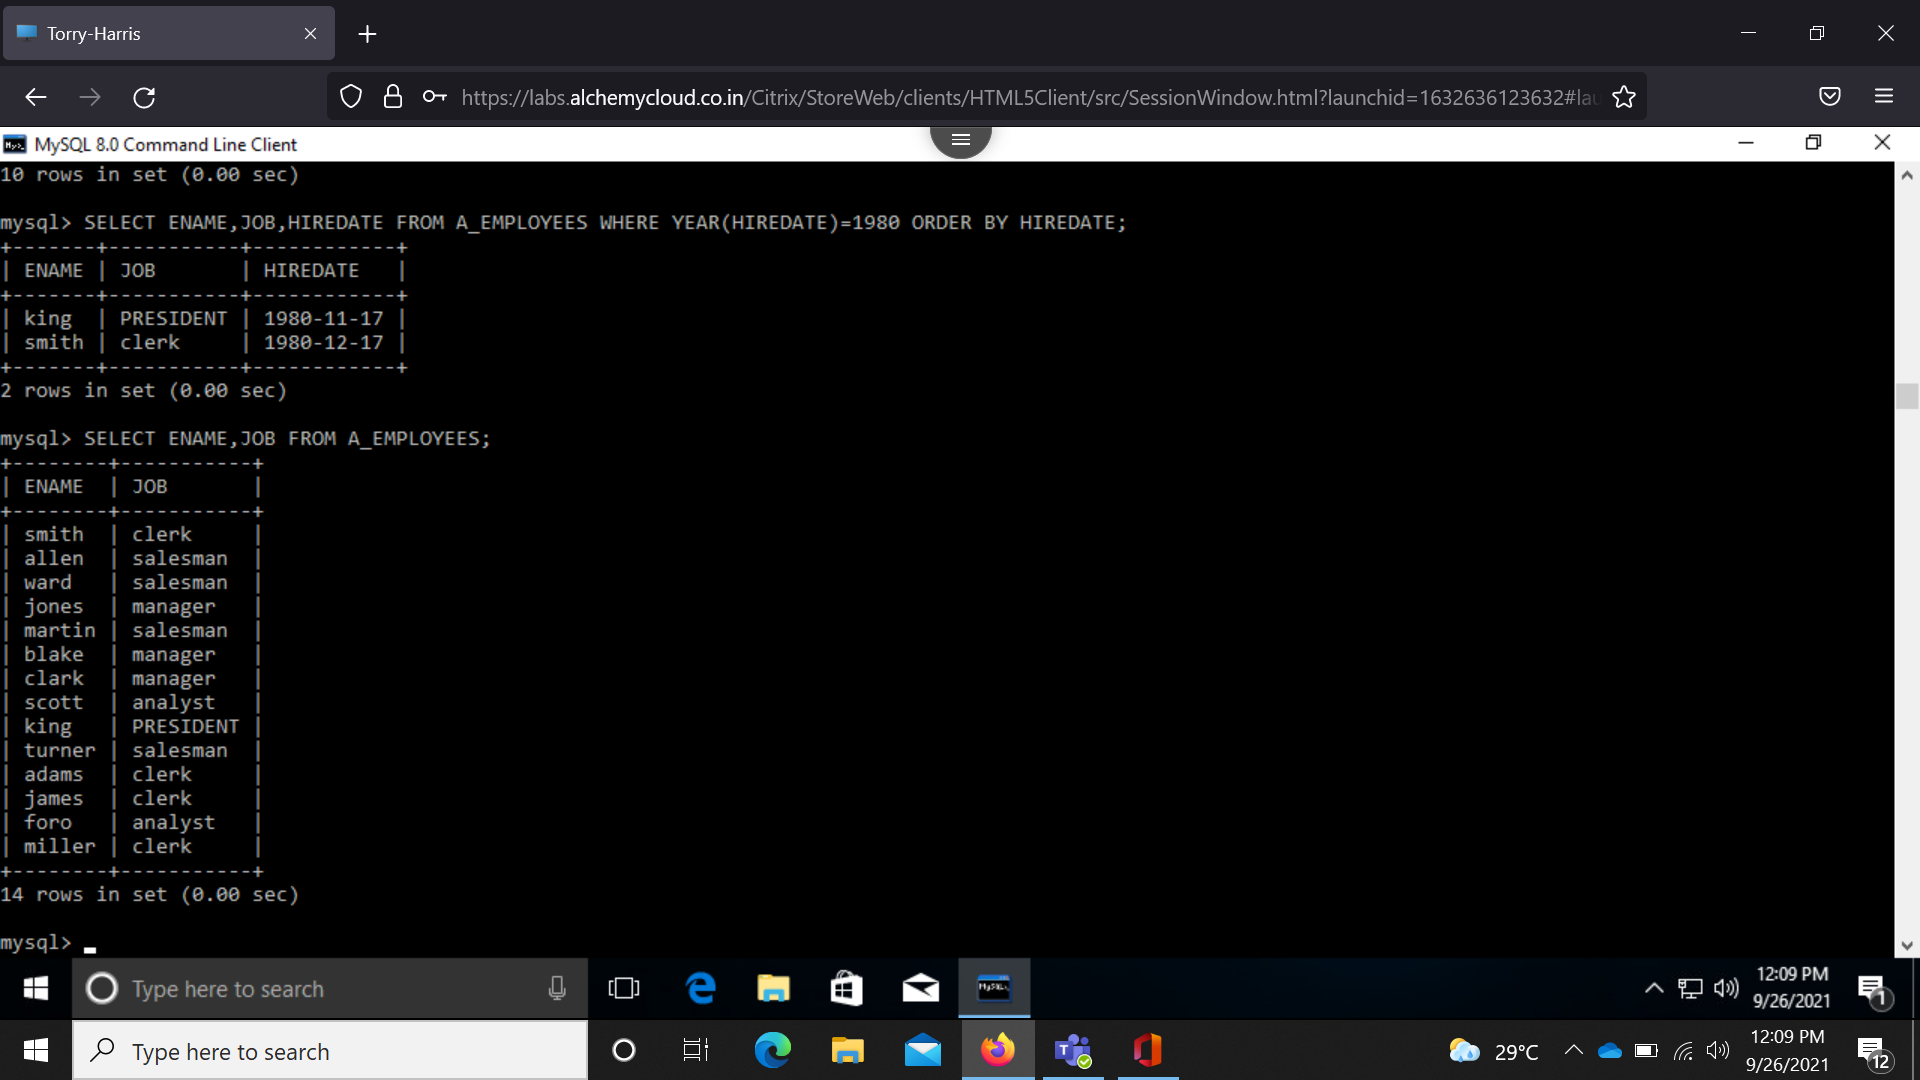 Torry-Harris
https://labs.alchemycloud.co.in/Citrix/StoreWeb/clients/HTML5Client/src/SessionWindow.html?launchid=1632636123632#lau
MySQL 8.0 Command Line Client
10 rows in set (0.00 sec)
mysql> SELECT ENAME,JOB,HIREDATE FROM A_EMPLOYEES WHERE YEAR(HIREDATE)=1980 ORDER BY HIREDATE;
+-------+-----------+------------+
| ENAME | JOB       | HIREDATE   |
+-------+-----------+------------+
| king  | PRESIDENT | 1980-11-17 |
| smith | clerk     | 1980-12-17 |
+-------+-----------+------------+
2 rows in set (0.00 sec)
mysql> SELECT ENAME,JOB FROM A_EMPLOYEES;
+--------+-----------+
| ENAME  | JOB       |
+--------+-----------+
| smith  | clerk     |
| allen  | salesman  |
| ward   | salesman  |
| jones  | manager   |
| martin | salesman  |
| blake  | manager   |
| clark  | manager   |
| scott  | analyst   |
| king   | PRESIDENT |
| turner | salesman  |
| adams  | clerk     |
| james  | clerk     |
| foro   | analyst   |
| miller | clerk     |
+--------+-----------+
14 rows in set (0.00 sec)
mysql> _
Type here to search
12:09 PM
9/26/2021
1
Type here to search
29°C
12:09 PM
9/26/2021
12